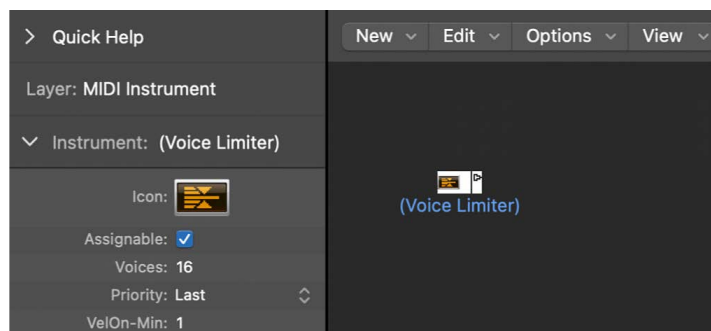 Quick Help
New Edit Options View
Layer: MIDI Instrument
Instrument: (Voice Limiter)
Icon:
(Voice Limiter)
Assignable:
Voices: 16
Priority: Last
VelOn-Min: 1